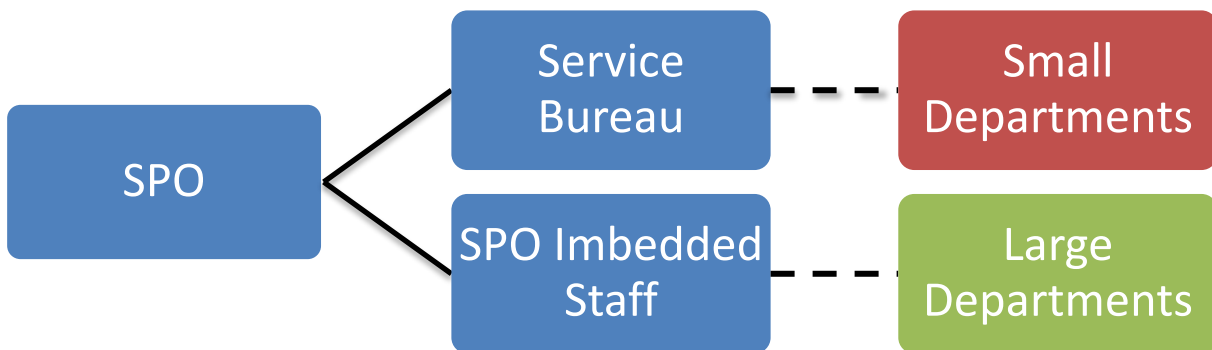 SPO
Service
Bureau
Small
Departments
SPO Imbedded
Staff
Large
Departments